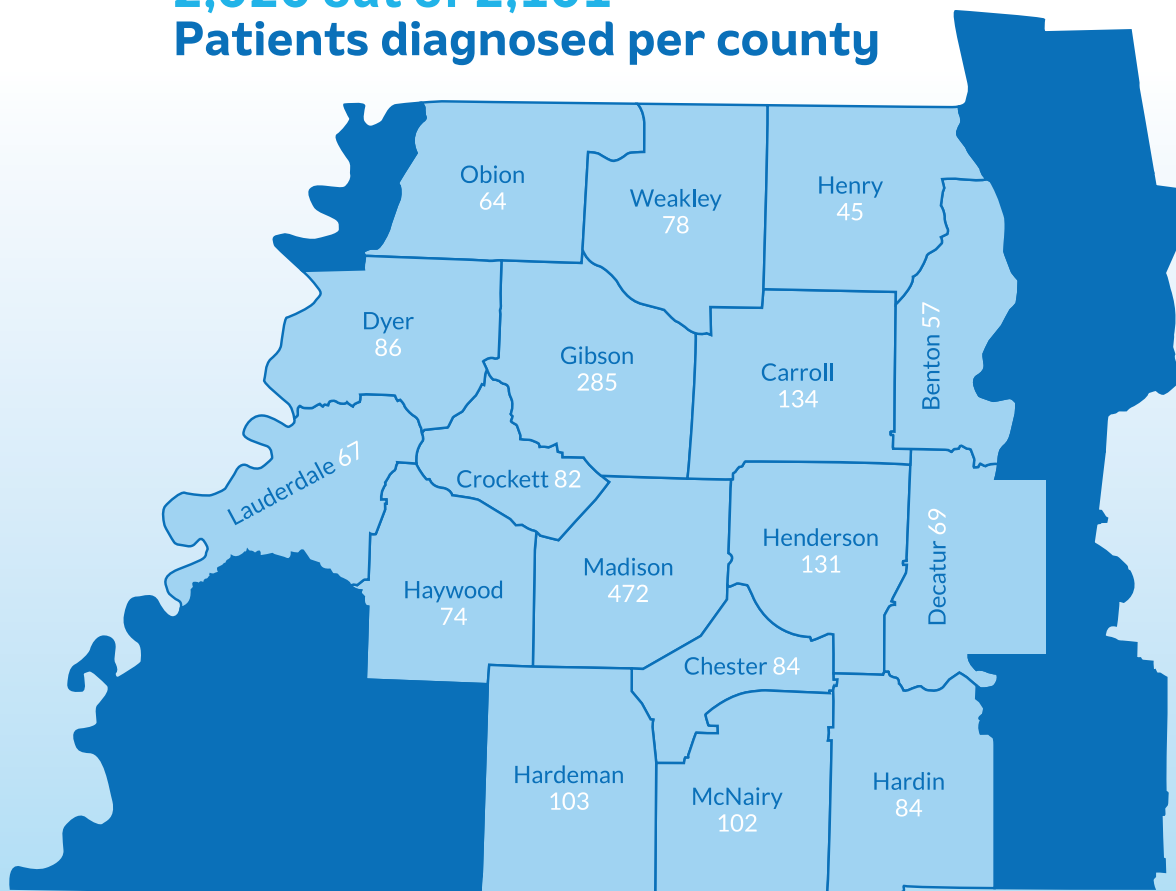 out of
Patients diagnosed per county
Obion
64
Weakley
78
Henry
45
Dyer
86
Gibson
285
Carroll
134
Benton 57
Lauderdale 67
Crockett 82
Haywood
74
Madison
472
Henderson
131
Decatur 69
Chester 84
Hardeman
103
McNairy
102
Hardin
84